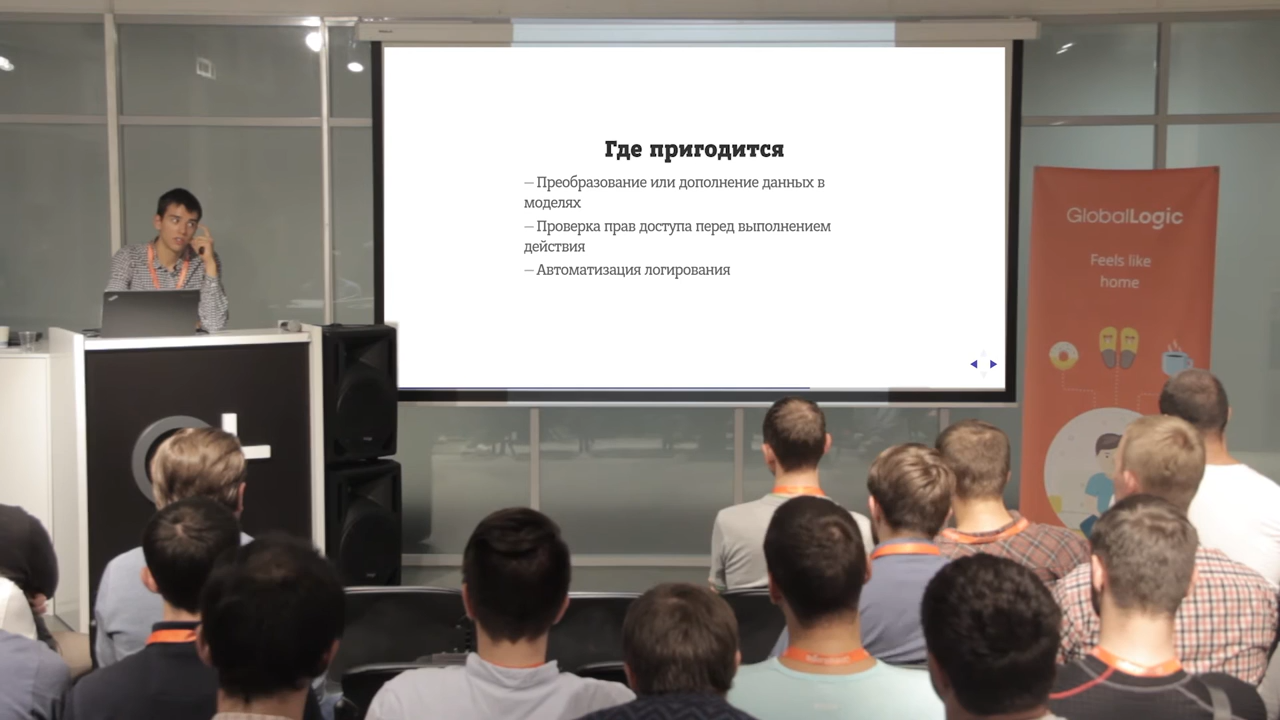 Где пригодится
— Преобразование или дополнение данных в
моделях
— Проверка прав доступа перед выполнением
действия
— Автоматизация логирования
GlobalLogic
Feels like
home